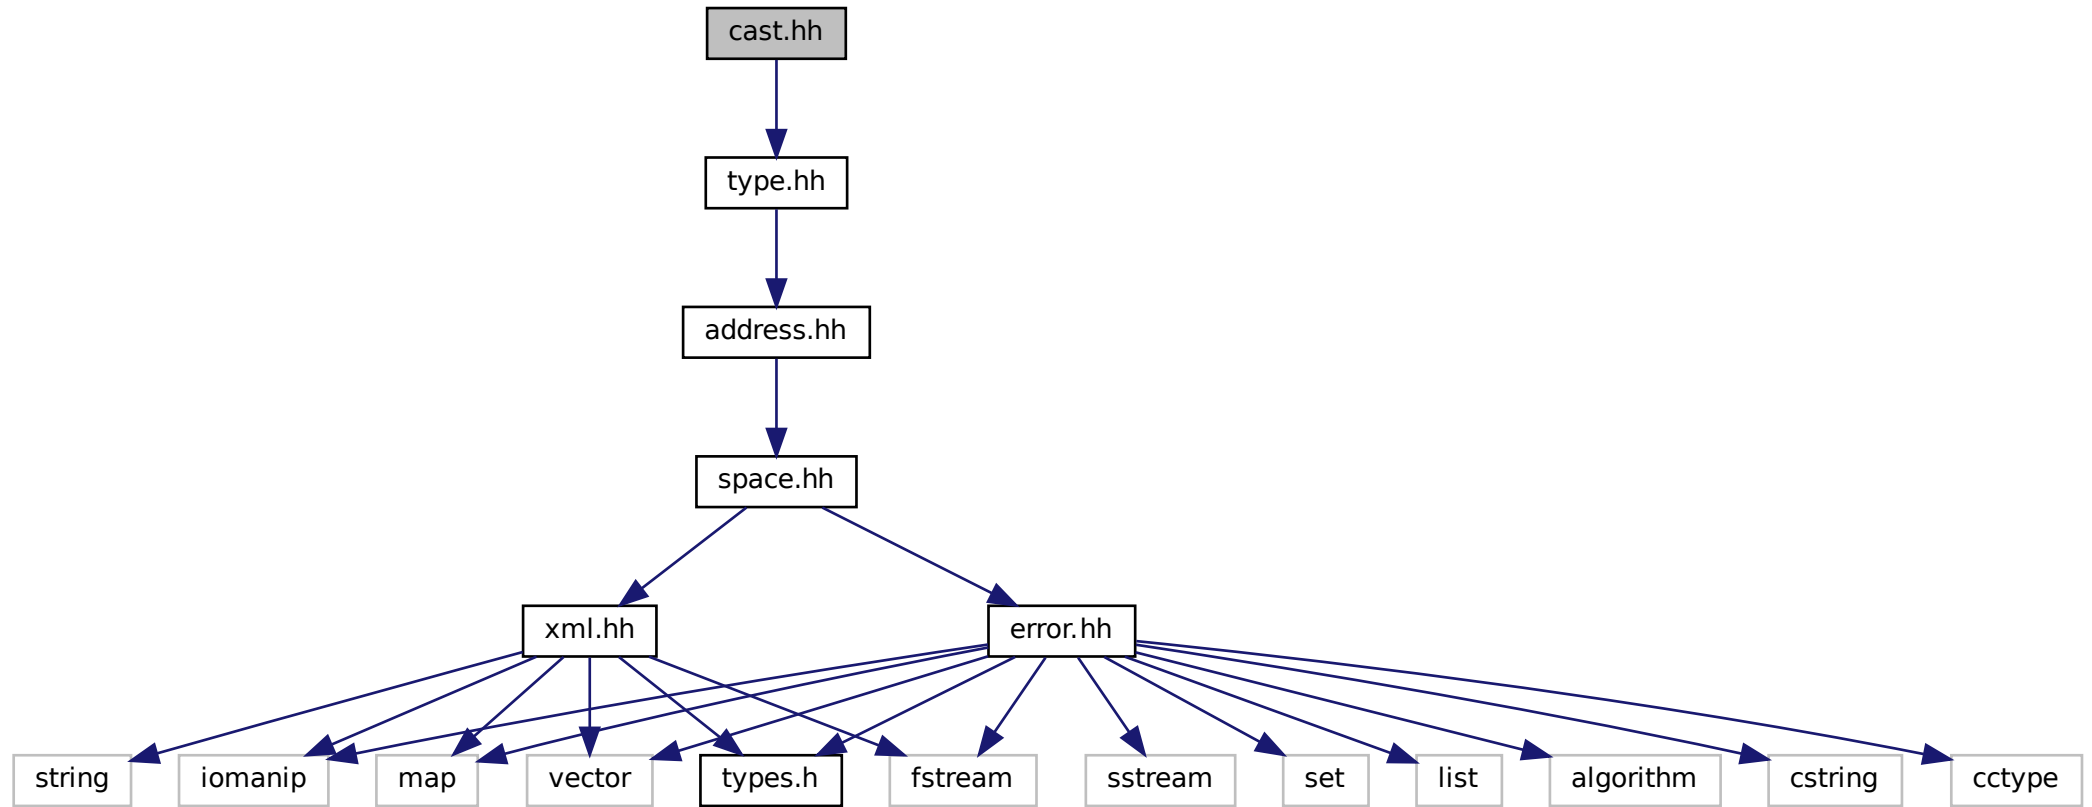 cast.hh
type.hh
address.hh
space.hh
xml.hh
error.hh
string
iomanip
map
vector
types.h
fstream
sstream
set
list
algorithm
cstring
cctype